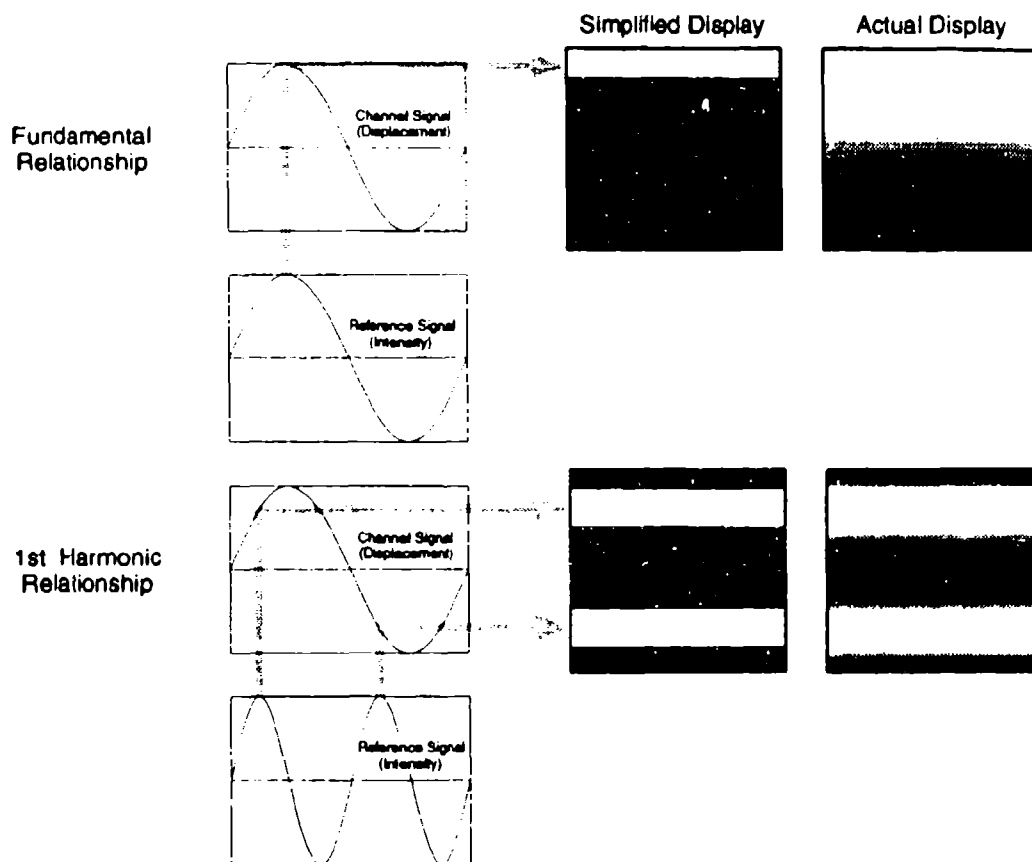 Simplified Display
Actual Display
Fundamental
Relationship
Channel Signal
(Displacement)
Reference Signal
(Intensity)
1st Harmonic
Relationship
Channel Signal
(Displacement)
Reference Signal
(Intensity)